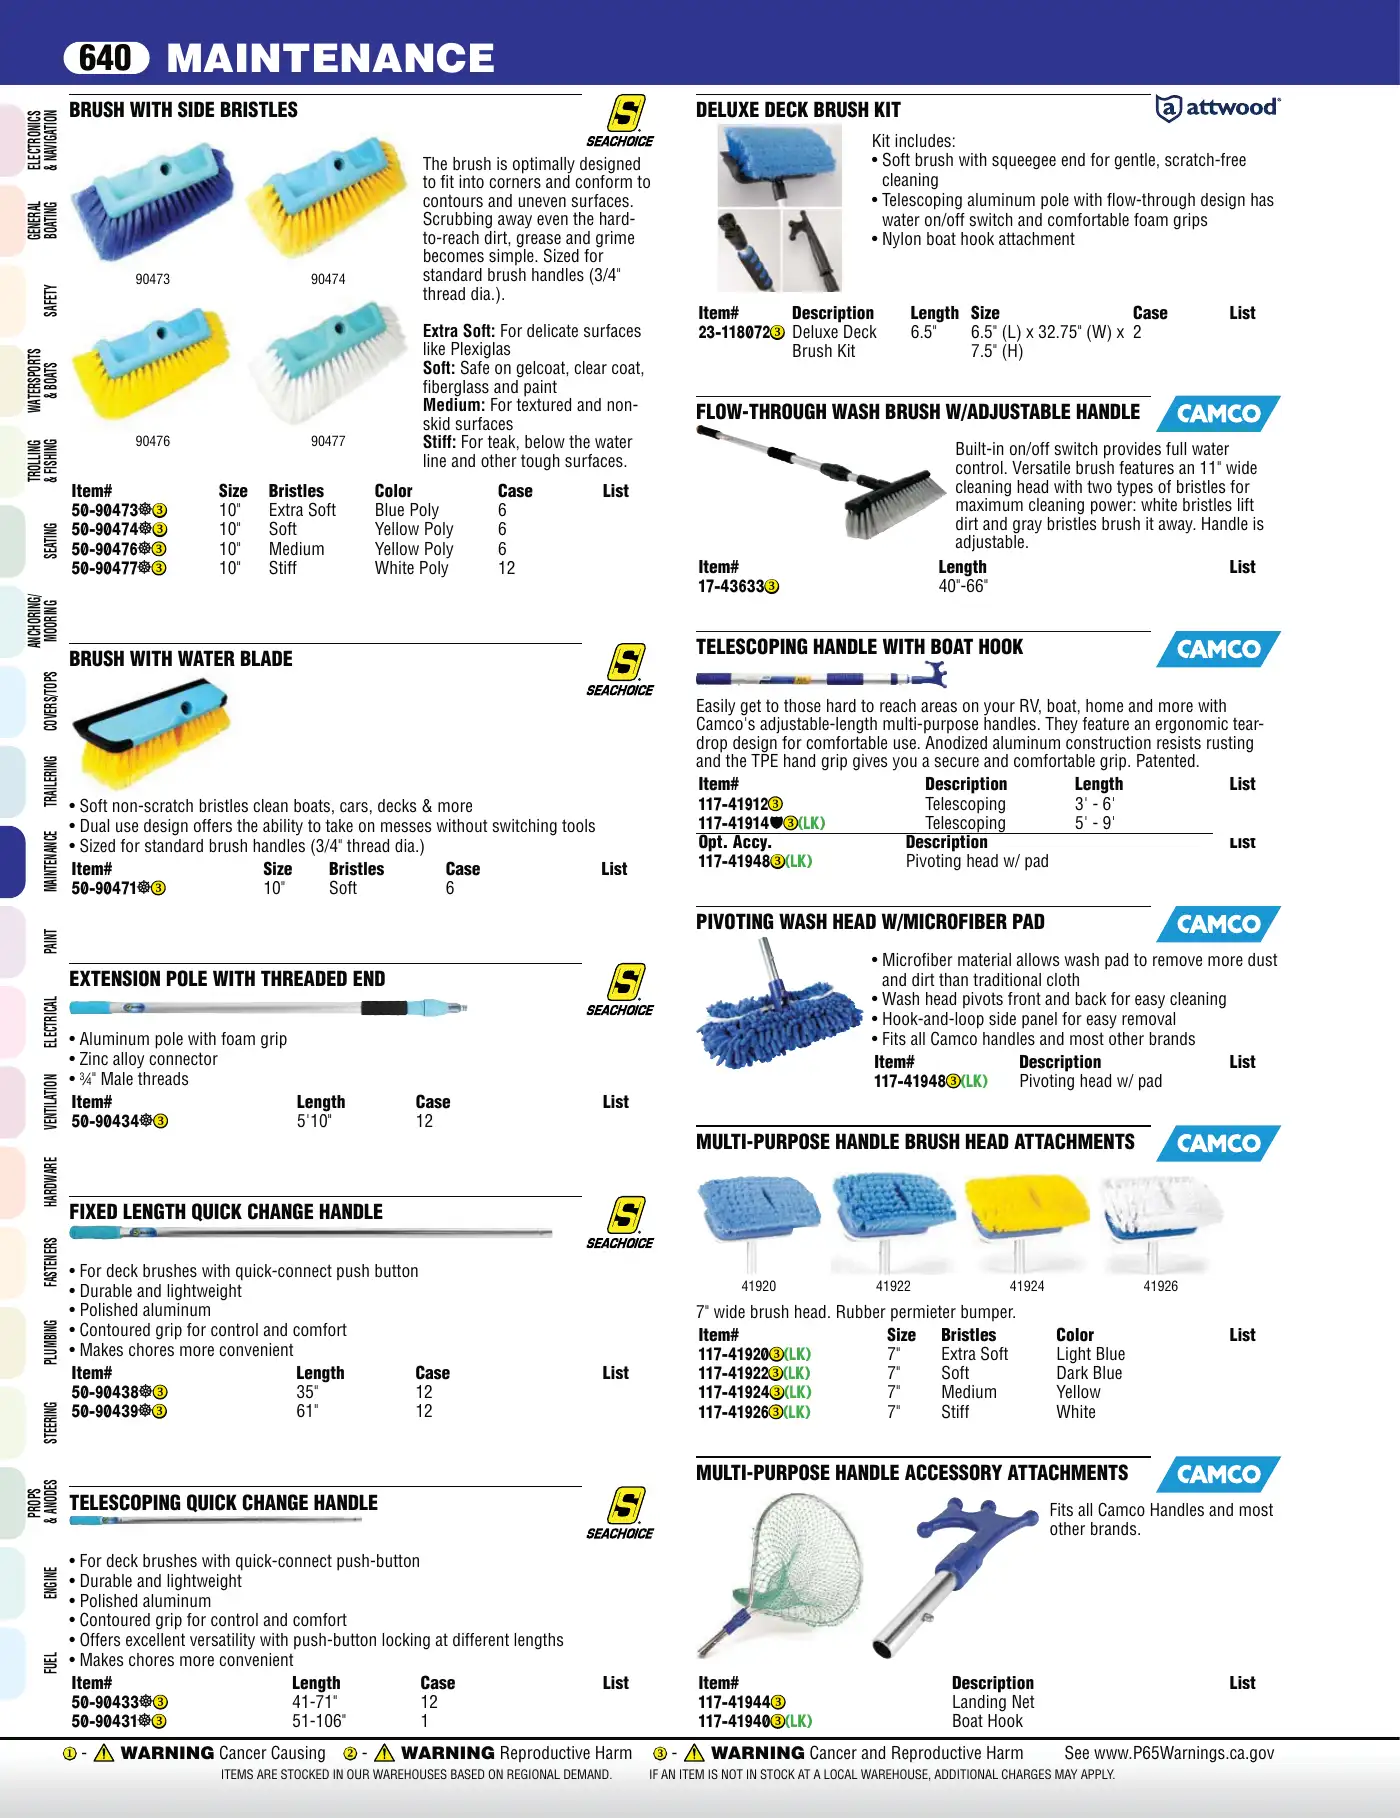 640 MAINTENANCE
ELECTRONICS
& NAVIGATION
GENERAL
BOATING
SAFETY
WATERSPORTS
& BOATS
TROLLING
& FISHING
SEATING
ANCHORING/
MOORING
COVERS/TOPS
TRAILERING
MAINTENANCE
PAINT
ELECTRICAL
VENTILATION
HARDWARE
FASTENERS
PLUMBING
STEERING
PROPS
& ANODES
ENGINE
FUEL
BRUSH WITH SIDE BRISTLES
S
SEACHOICE
90473
90474
90476
90477
The brush is optimally designed
to fit into corners and conform to
contours and uneven surfaces.
Scrubbing away even the hard-
to-reach dirt, grease and grime
becomes simple. Sized for
standard brush handles (3/4"
thread dia.).
Extra Soft: For delicate surfaces
like Plexiglas
Soft: Safe on gelcoat, clear coat,
fiberglass and paint
Medium: For textured and non-
skid surfaces
Stiff: For teak, below the water
line and other tough surfaces.
Item# Size Bristles Color Case List
50-90473 3 10" Extra Soft Blue Poly 6
50-90474 3 10" Soft Yellow Poly 6
50-90476 3 10" Medium Yellow Poly 6
50-90477 3 10" Stiff White Poly 12
BRUSH WITH WATER BLADE
S
SEACHOICE
• Soft non-scratch bristles clean boats, cars, decks & more
• Dual use design offers the ability to take on messes without switching tools
• Sized for standard brush handles (3/4" thread dia.)
Item# Size Bristles Case List
50-90471 3 10" Soft 6
EXTENSION POLE WITH THREADED END
S
SEACHOICE
• Aluminum pole with foam grip
• Zinc alloy connector
• ¾" Male threads
Item# Length Case List
50-90434 3 5'10" 12
FIXED LENGTH QUICK CHANGE HANDLE
S
SEACHOICE
• For deck brushes with quick-connect push button
• Durable and lightweight
• Polished aluminum
• Contoured grip for control and comfort
• Makes chores more convenient
Item# Length Case List
50-90438 3 35" 12
50-90439 3 61" 12
TELESCOPING QUICK CHANGE HANDLE
S
SEACHOICE
• For deck brushes with quick-connect push-button
• Durable and lightweight
• Polished aluminum
• Contoured grip for control and comfort
• Offers excellent versatility with push-button locking at different lengths
• Makes chores more convenient
Item# Length Case List
50-90433 3 41-71" 12
50-90431 3 51-106" 1
DELUXE DECK BRUSH KIT
a attwood®
Kit includes:
• Soft brush with squeegee end for gentle, scratch-free
cleaning
• Telescoping aluminum pole with flow-through design has
water on/off switch and comfortable foam grips
• Nylon boat hook attachment
Item# Description Length Size Case List
23-118072 3 Deluxe Deck 6.5" 6.5" (L) x 32.75" (W) x 2
Brush Kit 7.5" (H)
FLOW-THROUGH WASH BRUSH W/ADJUSTABLE HANDLE
CAMCO
Built-in on/off switch provides full water
control. Versatile brush features an 11" wide
cleaning head with two types of bristles for
maximum cleaning power: white bristles lift
dirt and gray bristles brush it away. Handle is
adjustable.
Item# Length List
17-43633 3 40"-66"
TELESCOPING HANDLE WITH BOAT HOOK
CAMCO
Easily get to those hard to reach areas on your RV, boat, home and more with
Camco's adjustable-length multi-purpose handles. They feature an ergonomic tear-
drop design for comfortable use. Anodized aluminum construction resists rusting
and the TPE hand grip gives you a secure and comfortable grip. Patented.
Item# Description Length List
117-41912 3 Telescoping 3' - 6'
117-41914 3 (LK) Telescoping 5' - 9'
Opt. Accy. Description List
117-41948 3 (LK) Pivoting head w/ pad
PIVOTING WASH HEAD W/MICROFIBER PAD
CAMCO
• Microfiber material allows wash pad to remove more dust
and dirt than traditional cloth
• Wash head pivots front and back for easy cleaning
• Hook-and-loop side panel for easy removal
• Fits all Camco handles and most other brands
Item# Description List
117-41948 3 (LK) Pivoting head w/ pad
MULTI-PURPOSE HANDLE BRUSH HEAD ATTACHMENTS
CAMCO
41920 41922 41924 41926
7" wide brush head. Rubber permieter bumper.
Item# Size Bristles Color List
117-41920 3 (LK) 7" Extra Soft Light Blue
117-41922 3 (LK) 7" Soft Dark Blue
117-41924 3 (LK) 7" Medium Yellow
117-41926 3 (LK) 7" Stiff White
MULTI-PURPOSE HANDLE ACCESSORY ATTACHMENTS
CAMCO
Fits all Camco Handles and most
other brands.
Item# Description List
117-41944 3 Landing Net
117-41940 3 (LK) Boat Hook
1 - ! WARNING Cancer Causing 2 - ! WARNING Reproductive Harm 3 - ! WARNING Cancer and Reproductive Harm See www.P65Warnings.ca.gov
ITEMS ARE STOCKED IN OUR WAREHOUSES BASED ON REGIONAL DEMAND. IF AN ITEM IS NOT IN STOCK AT A LOCAL WAREHOUSE, ADDITIONAL CHARGES MAY APPLY.